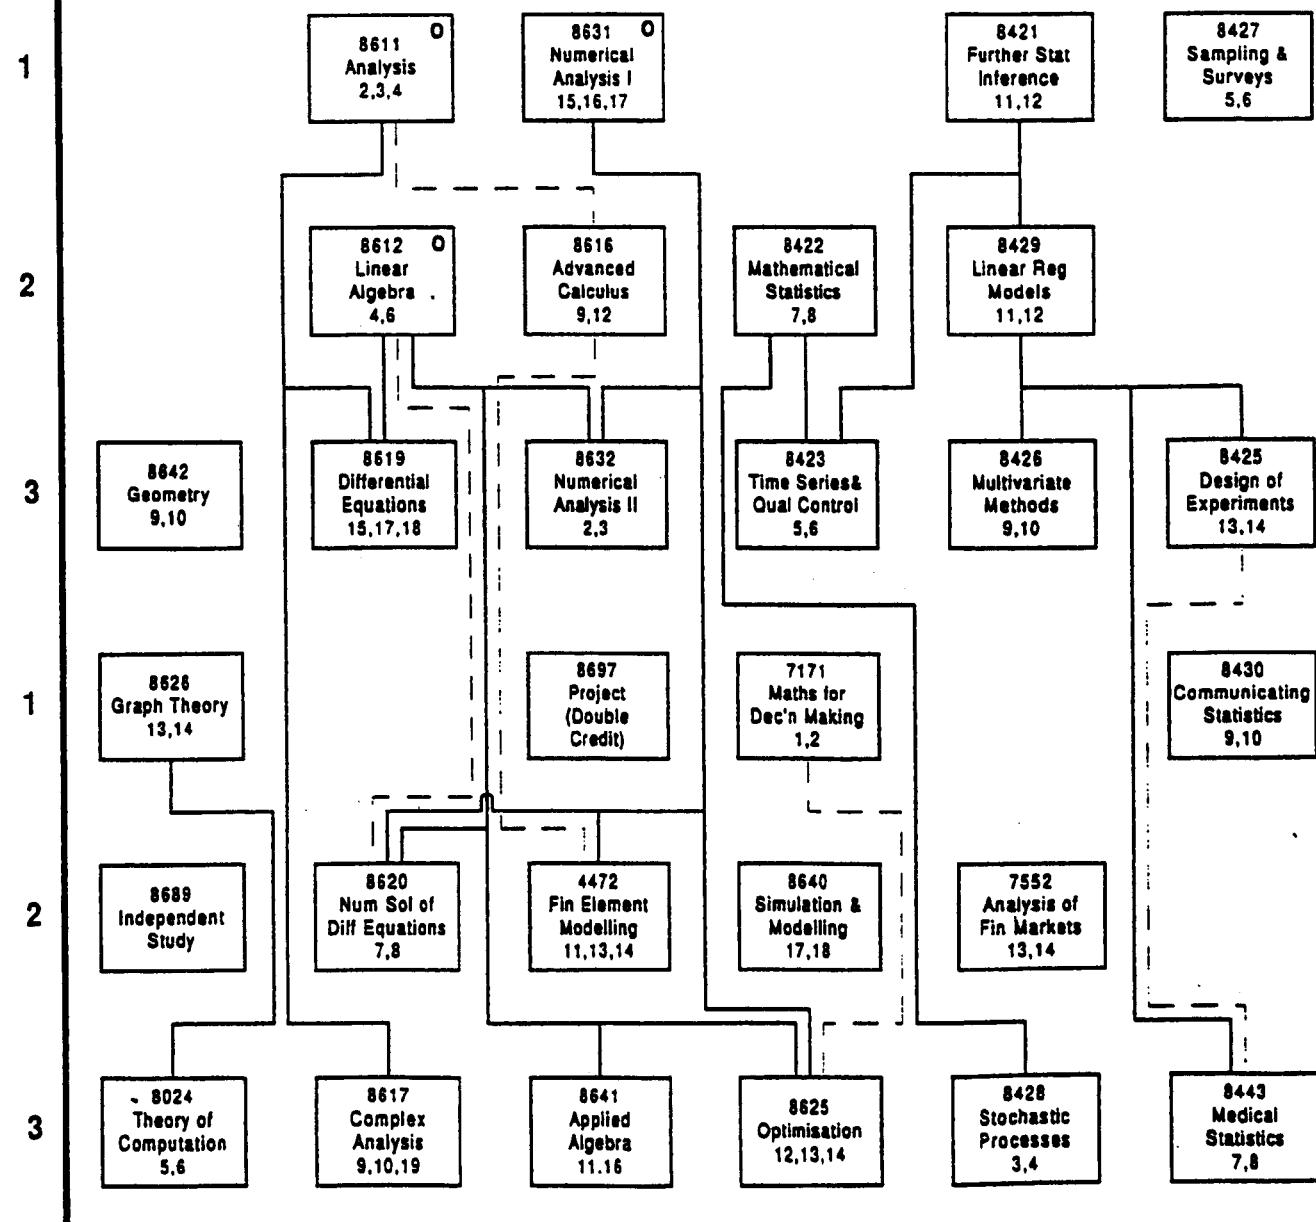 1
8611 O
Analysis
2,3,4
8631 O
Numerical
Analysis I
15,16,17
8421
Further Stat
Inference
11,12
8427
Sampling &
Surveys
5,6
2
8612 O
Linear
Algebra
4,6
8616
Advanced
Calculus
9,12
8422
Mathematical
Statistics
7,8
8429
Linear Reg
Models
11,12
3
8642
Geometry
9,10
8619
Differential
Equations
15,17,18
8632
Numerical
Analysis II
2,3
8423
Time Series&
Qual Control
5,6
8426
Multivariate
Methods
9,10
8425
Design of
Experiments
13,14
1
8626
Graph Theory
13,14
8697
Project
(Double
Credit)
7171
Maths for
Dec'n Making
1,2
8430
Communicating
Statistics
9,10
2
8689
Independent
Study
8620
Num Sol of
Diff Equations
7,8
4472
Fin Element
Modelling
11,13,14
8640
Simulation &
Modelling
17,18
7552
Analysis of
Fin Markets
13,14
3
8024
Theory of
Computation
5,6
8617
Complex
Analysis
9,10,19
8641
Applied
Algebra
11.16
8625
Optimisation
12,13,14
8428
Stochastic
Processes
3,4
8443
Medical
Statistics
7,8